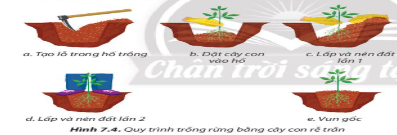 a. Tạo lỗ trong hố trồng
b. Đặt cây con vào hố
c. Lấp và nén đất lần 1
Chân trời sáng tạ
d. Lấp và nén đất lần 2
e. Vun gốc
Hình 7.4. Quy trình trồng rừng bằng cây con rễ trần